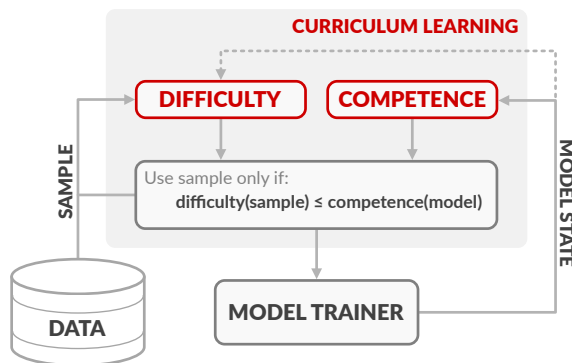 CURRICULUM LEARNING
DIFFICULTY
COMPETENCE
SAMPLE
MODEL STATE
Use sample only if:
difficulty(sample) ≤ competence(model)
DATA
MODEL TRAINER